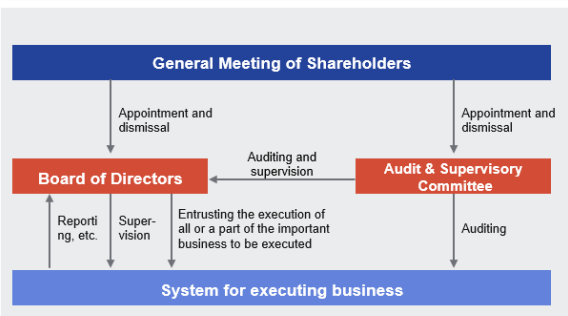 General Meeting of Shareholders
Appointment and
dismissal
Appointment and
dismissal
Auditing and
supervision
Board of Directors
Audit & Supervisory
Committee
Reporti
ng, etc.
Super-
vision
Entrusting the execution of
all or a part of the important
business to be executed
Auditing
System for executing business